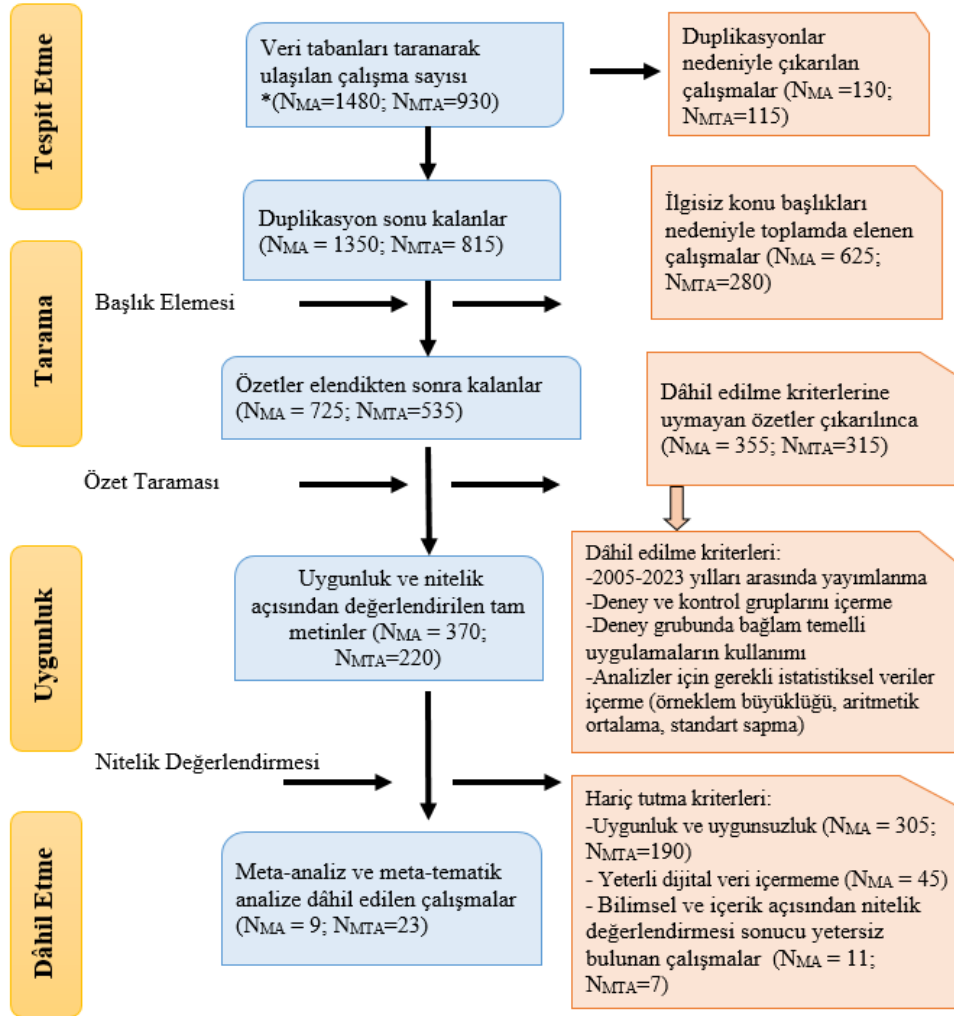 Tespit Etme
Veri tabanları taranarak
ulaşılan çalışma sayısı
*(NMA=1480; NMTA=930)
Duplikasyonlar
nedeniyle çıkarılan
çalışmalar (NMA =130;
NMTA=115)
Duplikasyon sonu kalanlar
(NMA = 1350; NMTA= 815)
İlgisiz konu başlıkları
nedeniyle toplamda elenen
çalışmalar (NMA = 625;
NMTA=280)
Tarama
Başlık Elemesi
Özetler elendikten sonra kalanlar
(NMA = 725; NMTA=535)
Dâhil edilme kriterlerine
uymayan özetler çıkarılınca
(NMA = 355; NMTA=315)
Özet Taraması
Uygunluk
Uygunluk ve nitelik
açısından değerlendirilen tam
metinler (NMA = 370;
NMTA=220)
Dâhil edilme kriterleri:
-2005-2023 yılları arasında yayımlanma
-Deney ve kontrol gruplarını içerme
-Deney grubunda bağlam temelli
uygulamaların kullanımı
-Analizler için gerekli istatistiksel veriler
içerme (örneklem büyüklüğü, aritmetik
ortalama, standart sapma)
Nitelik Değerlendirmesi
Dâhil Etme
Meta-analiz ve meta-tematik
analize dâhil edilen çalışmalar
(NMA = 9; NMTA=23)
Hariç tutma kriterleri:
-Uygunluk ve uygunsuzluk (NMA = 305;
NMTA=190)
- Yeterli dijital veri içermeme (NMA = 45)
- Bilimsel ve içerik açısından nitelik
değerlendirmesi sonucu yetersiz
bulunan çalışmalar (NMA = 11;
NMTA=7)